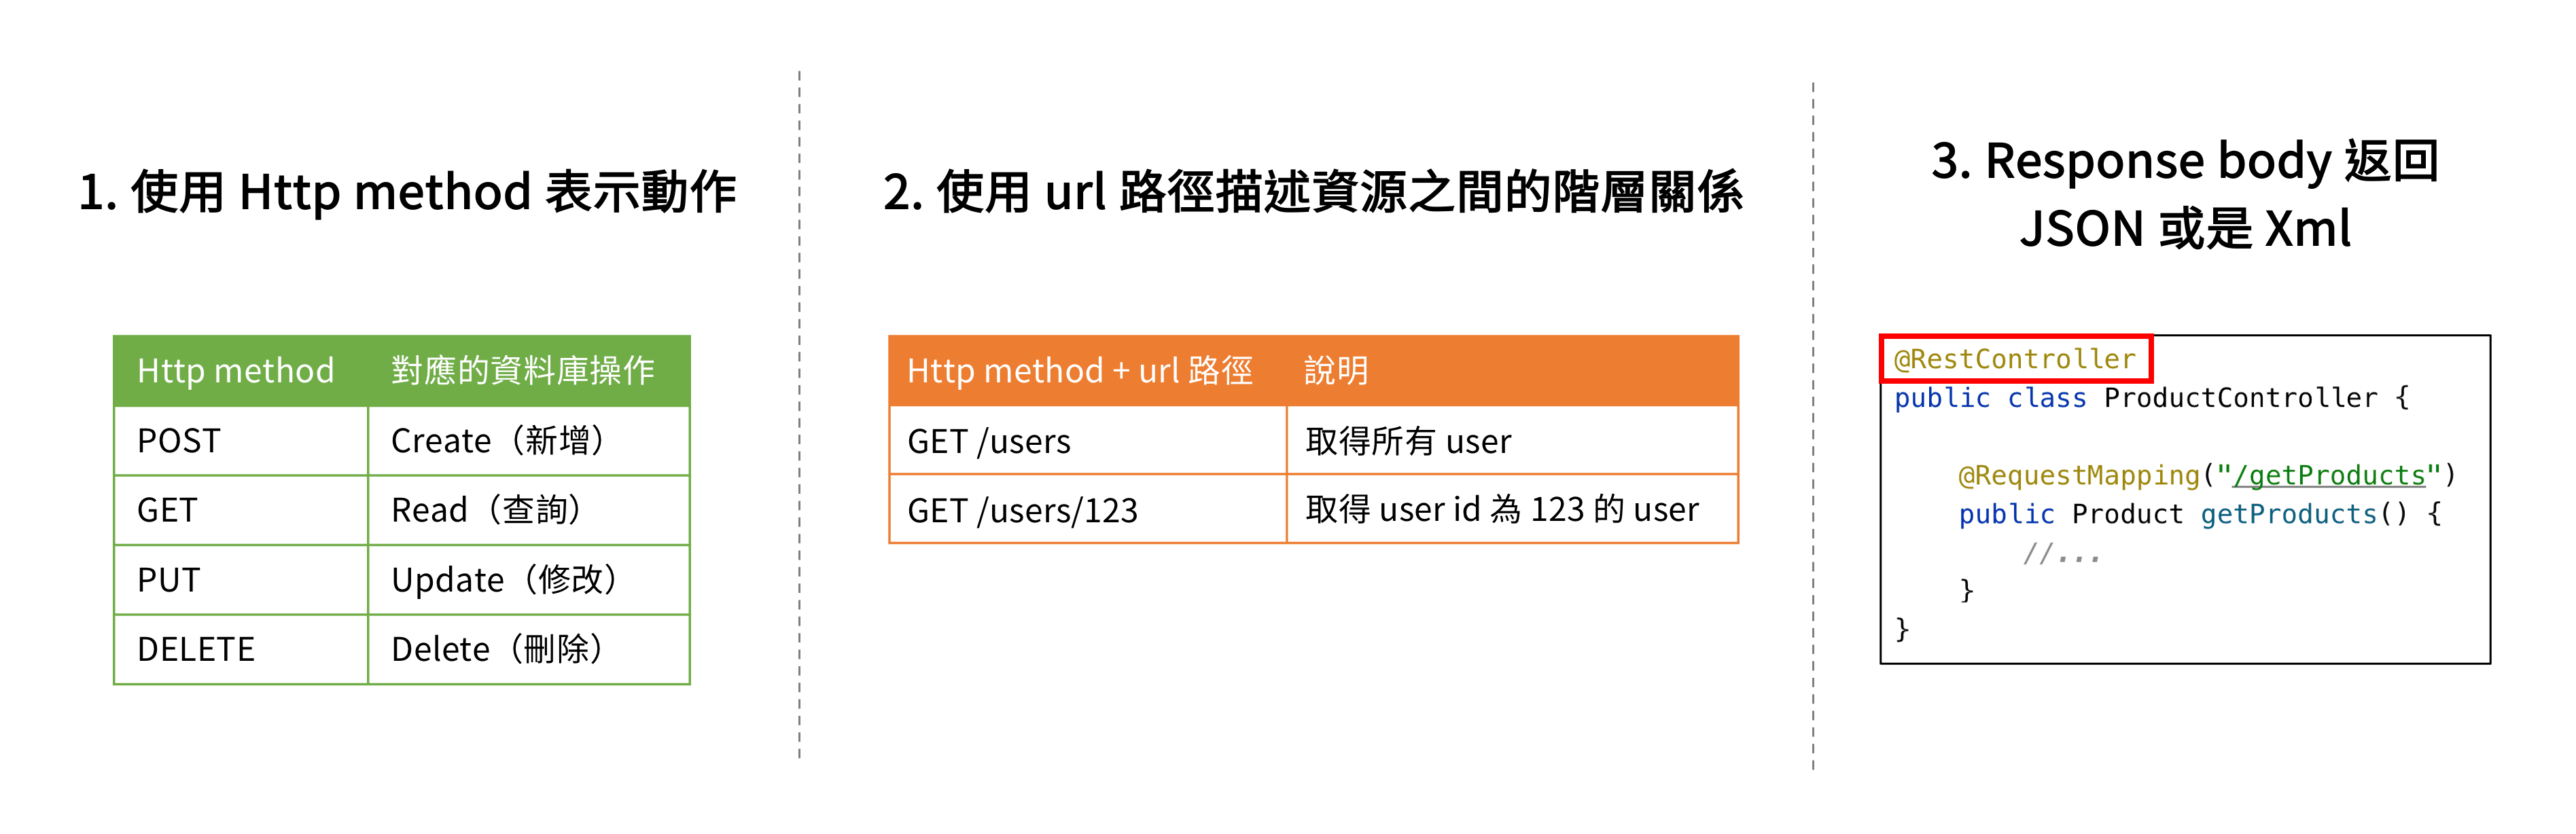 1. 使用 Http method 表示動作
Http method 對應的資料庫操作
POST Create（新增）
GET Read（查詢）
PUT Update（修改）
DELETE Delete（刪除）
2. 使用 url 路徑描述資源之間的階層關係
Http method + url 路徑 說明
GET /users 取得所有 user
GET /users/123 取得 user id 為 123 的 user
3. Response body 返回
JSON 或是 Xml
@RestController
public class ProductController {
@RequestMapping("/getProducts")
public Product getProducts() {
//...
}
}